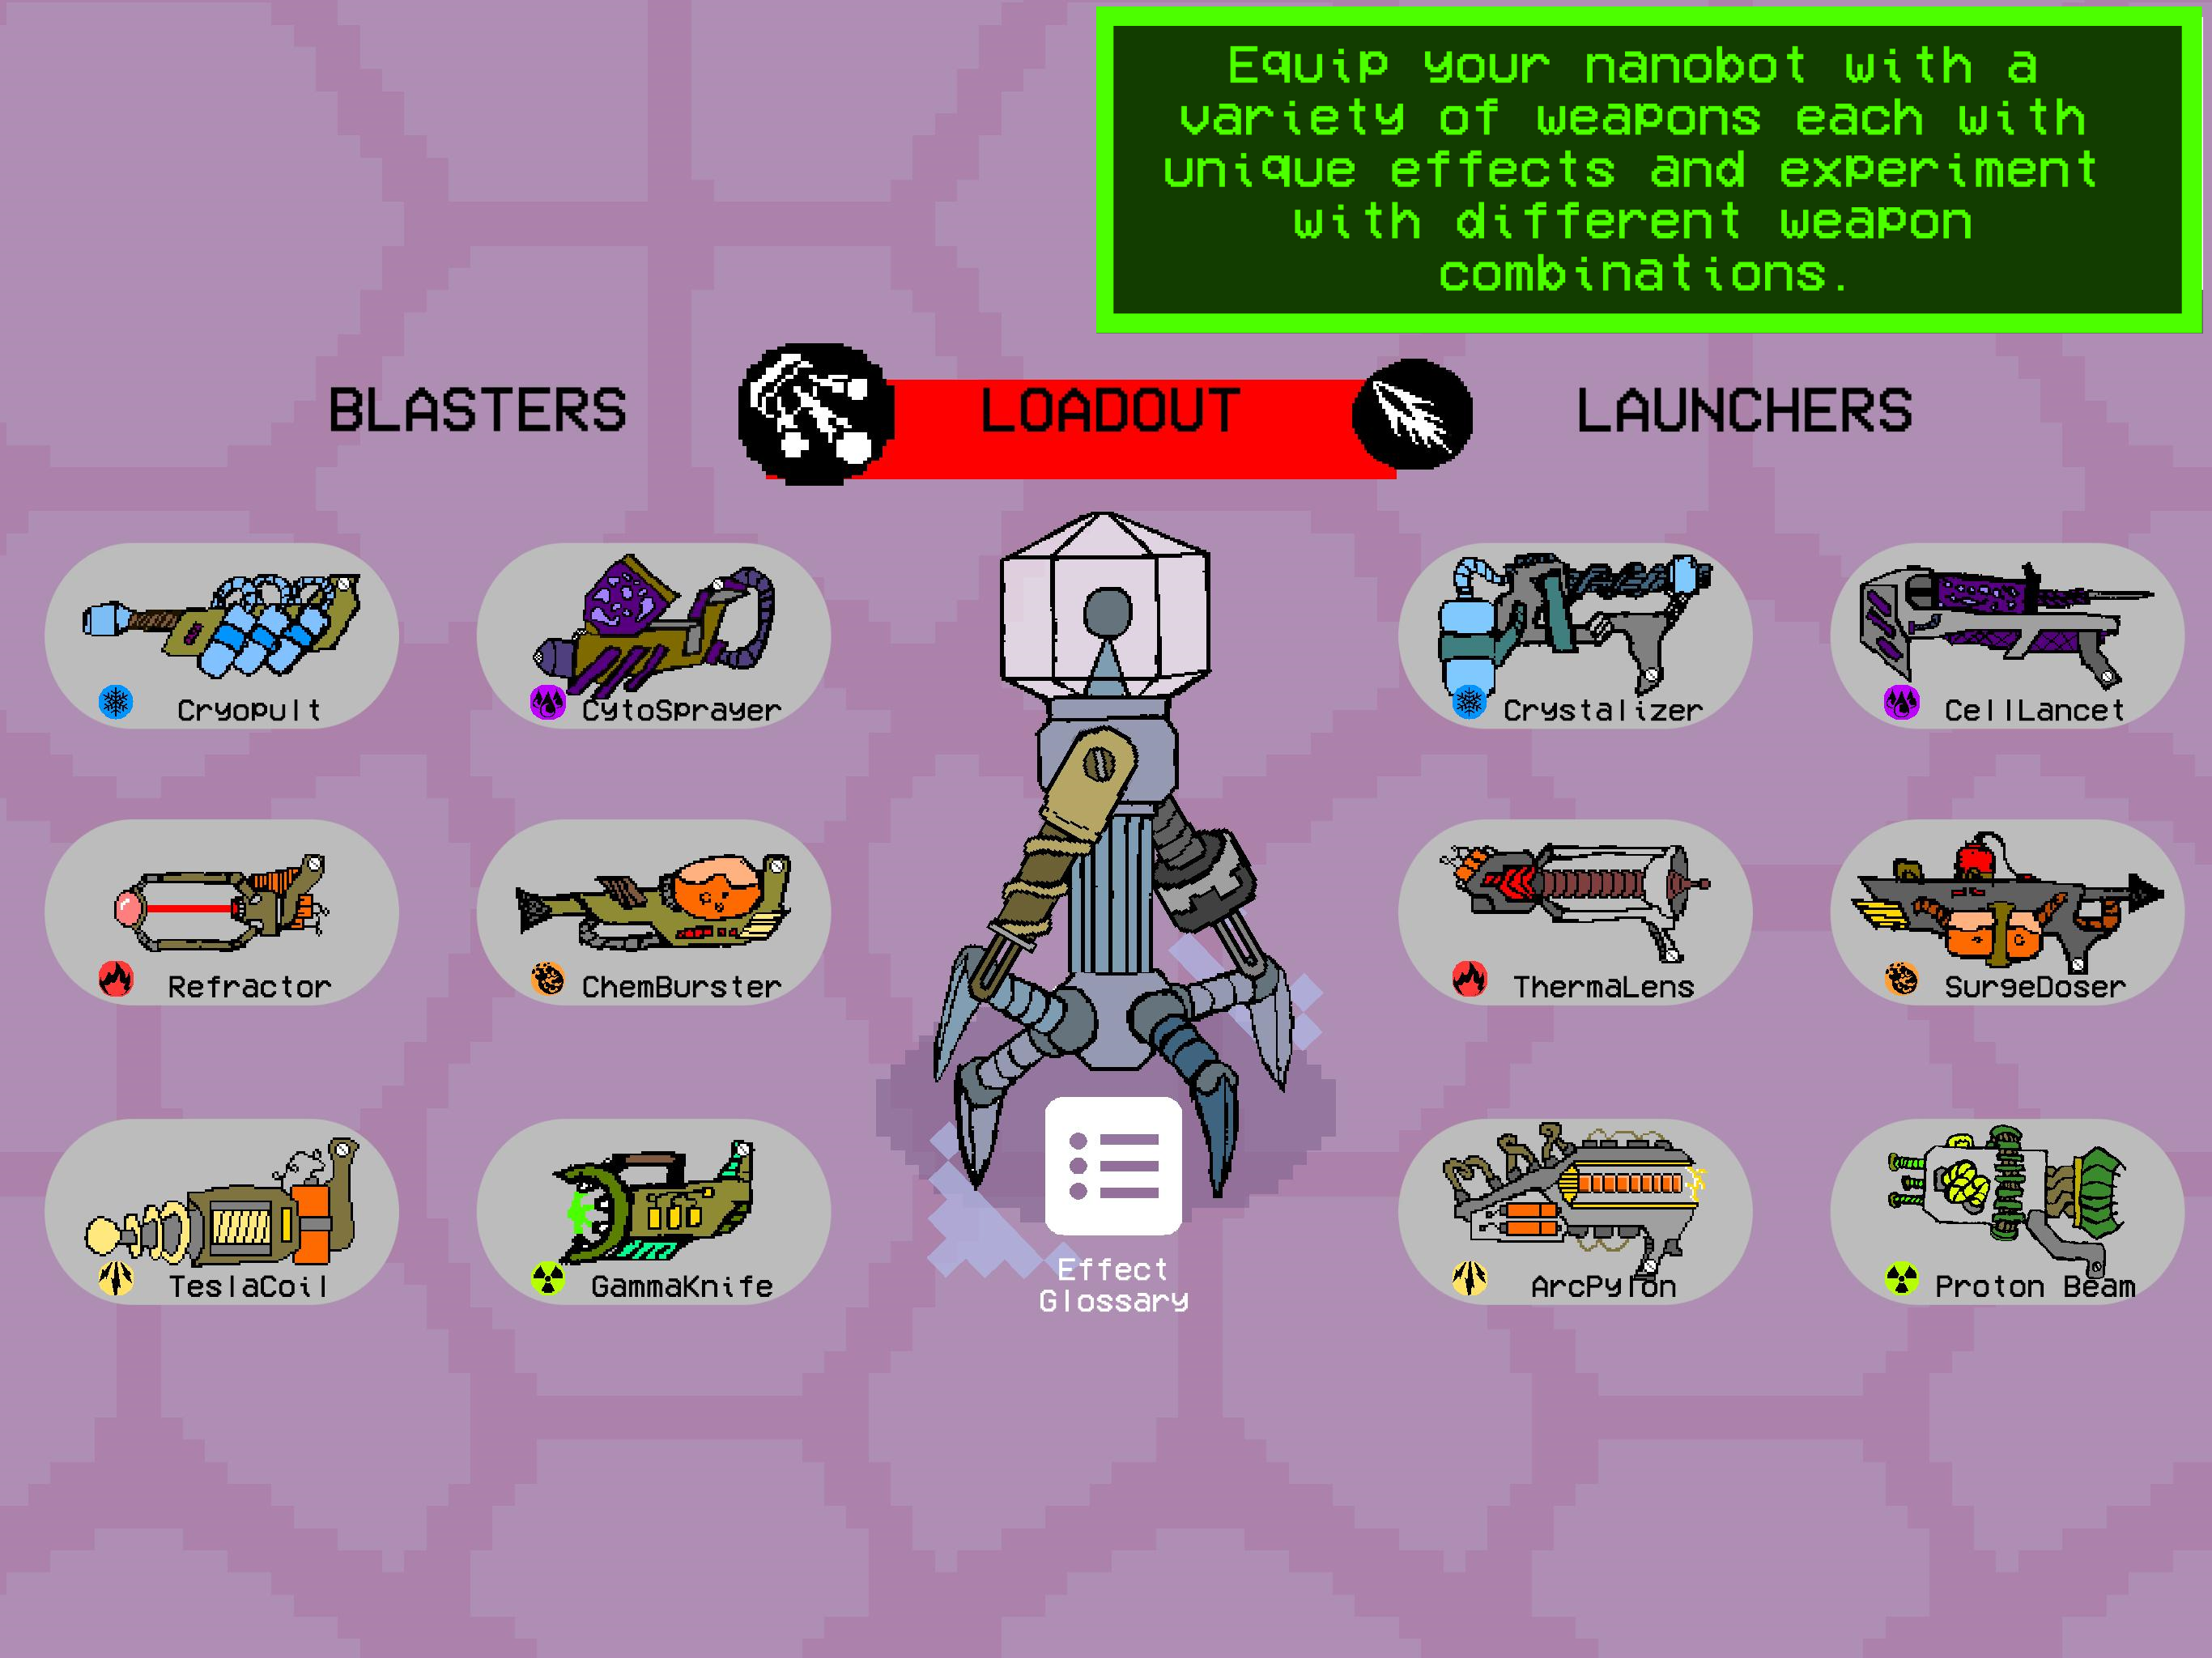 Equip your nanobot with a
variety of weapons each with
unique effects and experiment
with different weapon
combinations.
BLASTERS
LOADOUT
LAUNCHERS
Cryopult
CytoSprayer
Crystalizer
CellLancet
Refractor
ChemBurster
ThermaLens
SurgeDoser
TeslaCoil
GammaKnife
ArcPylon
Proton Beam
Effect
Glossary